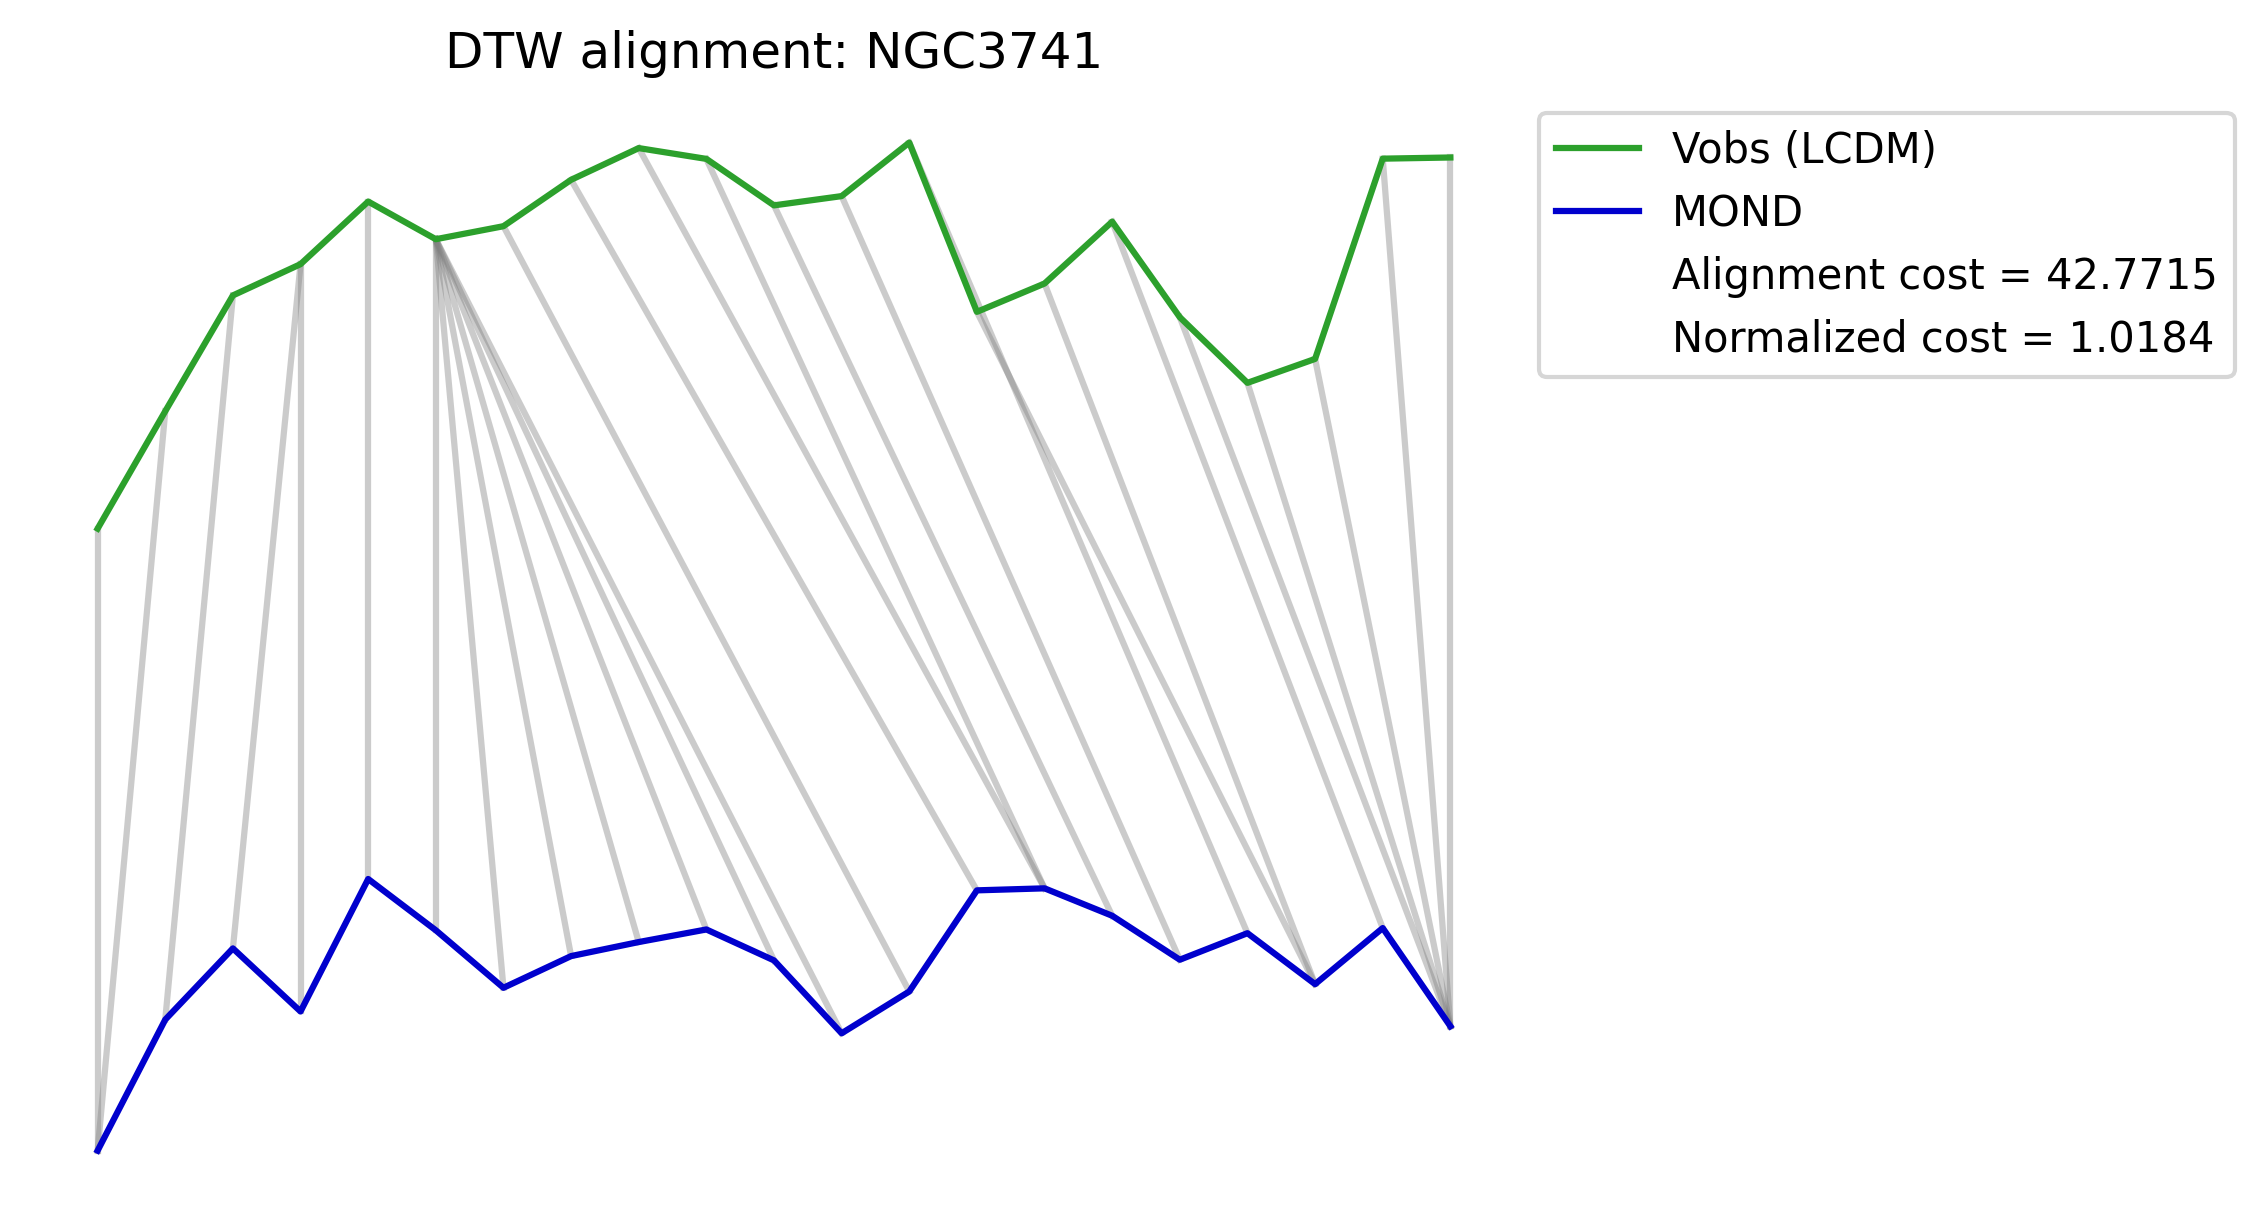 DTW alignment: NGC3741
Vobs (LCDM)
MOND
Alignment cost = 42.7715
Normalized cost = 1.0184